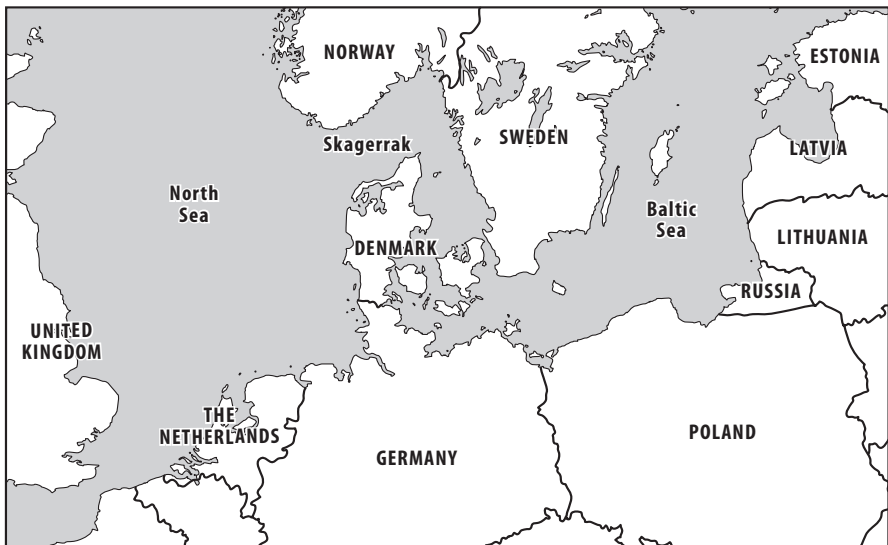 NORWAY
ESTONIA
Skagerrak
SWEDEN
LATVIA
North
Sea
Baltic
Sea
DENMARK
LITHUANIA
RUSSIA
UNITED
KINGDOM
THE
NETHERLANDS
GERMANY
POLAND